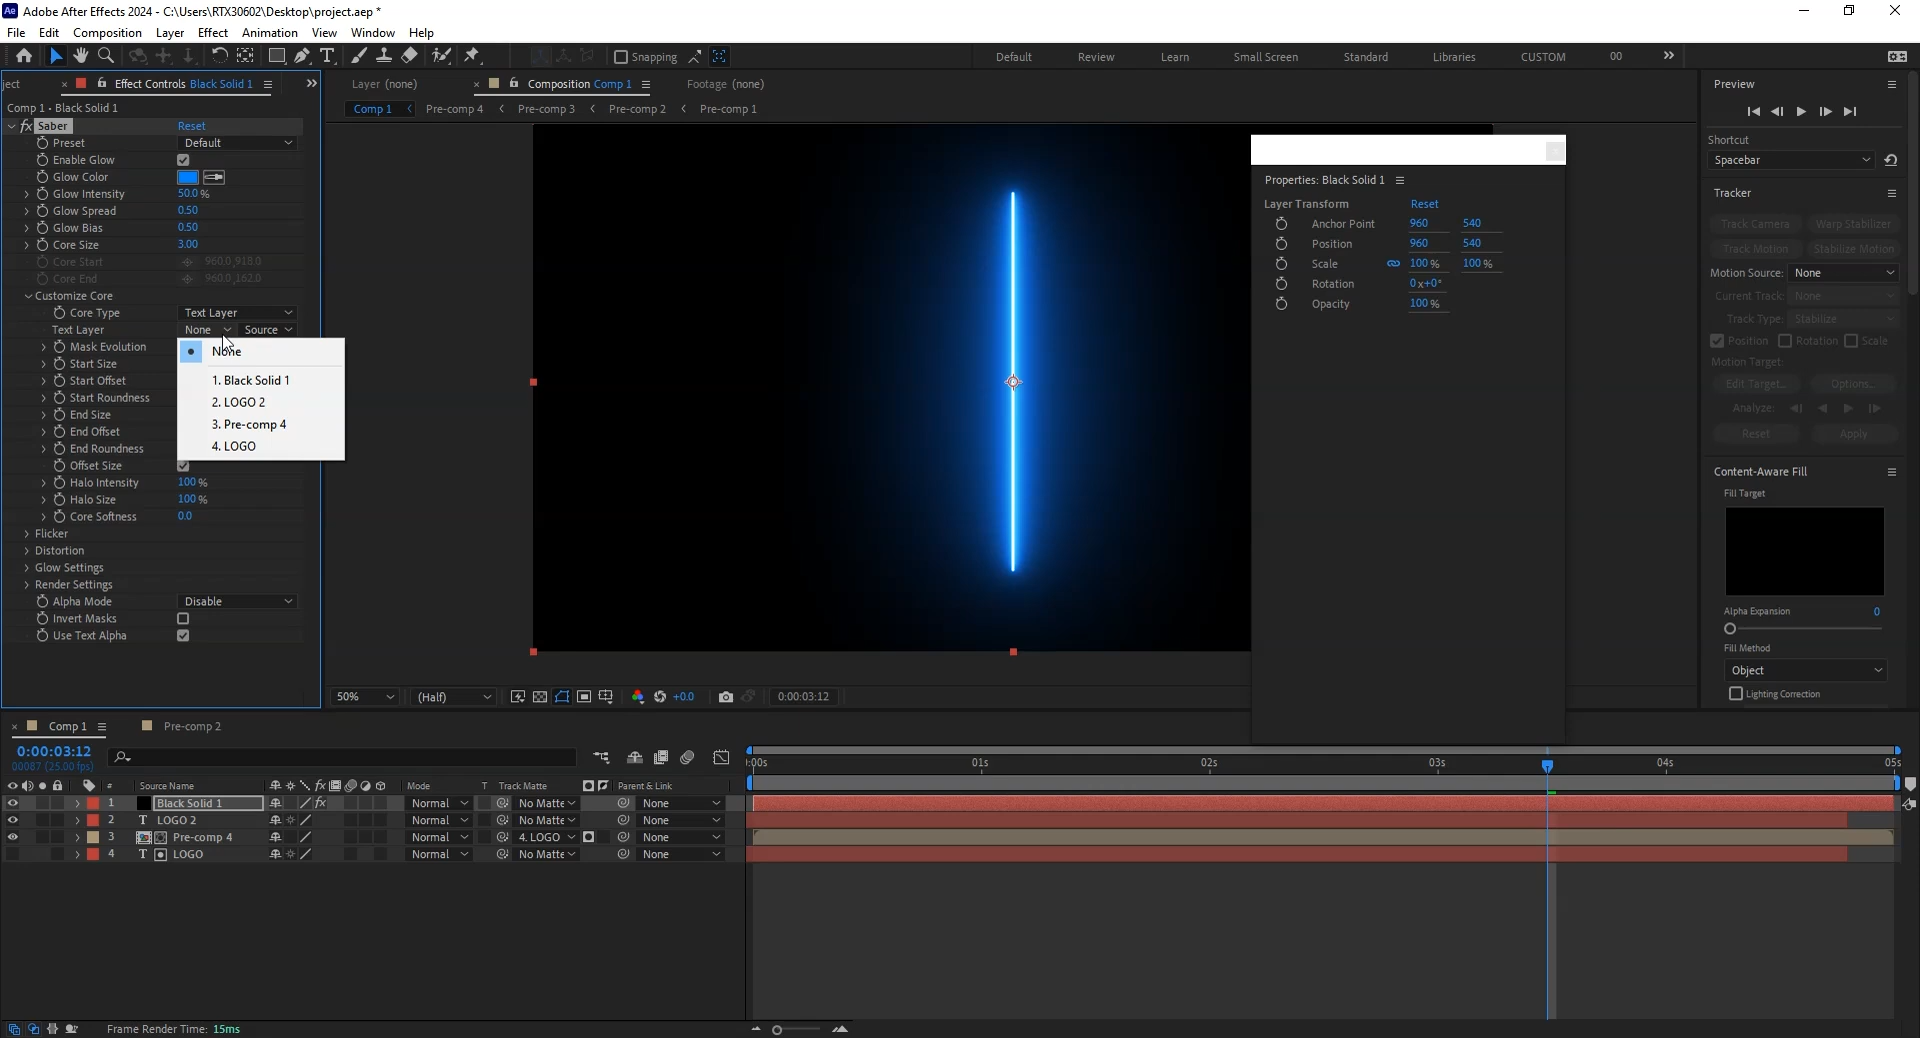 Adobe After Effects 2024 - C:\Users\RTX30602\Desktop\project.aep *
File Edit Composition Layer Effect Animation View Window Help
Snapping
Default Review Learn Small Screen Standard Libraries CUSTOM 00
ject Effect Controls Black Solid 1
Layer (none) Composition Comp 1 Footage (none)
Comp 1 • Black Solid 1
Comp 1 Pre-comp 4 Pre-comp 3 Pre-comp 2 Pre-comp 1
fx Saber Reset
Preset Default
Enable Glow
Glow Color
Glow Intensity 50.0 %
Glow Spread 0.50
Glow Bias 0.50
Core Size 3.00
Core Start 960.0,918.0
Core End 960.0,162.0
Customize Core
Core Type Text Layer
Text Layer None Source
Mask Evolution
Start Size
Start Offset
Start Roundness
End Size
End Offset
End Roundness
Offset Size
Halo Intensity 100 %
Halo Size 100 %
Core Softness 0.0
Flicker
Distortion
Glow Settings
Render Settings
Alpha Mode Disable
Invert Masks
Use Text Alpha
None
1. Black Solid 1
2. LOGO 2
3. Pre-comp 4
4. LOGO
Properties: Black Solid 1
Layer Transform Reset
Anchor Point 960 540
Position 960 540
Scale 100 % 100 %
Rotation 0 x+0°
Opacity 100 %
Preview
Shortcut
Spacebar
Tracker
Track Camera Warp Stabilizer
Track Motion Stabilize Motion
Motion Source: None
Current Track: None
Track Type: Stabilize
Position Rotation Scale
Motion Target:
Edit Target... Options...
Analyze:
Reset Apply
Content-Aware Fill
Fill Target
Alpha Expansion 0
Fill Method
Object
Lighting Correction
50% (Half) +0.0 0:00:03:12
Comp 1 Pre-comp 2
0:00:03:12
00087 (25.00 fps)
# Source Name fx Mode T Track Matte Parent & Link
1 Black Solid 1 fx Normal No Matte None
2 T LOGO 2 Normal No Matte None
3 Pre-comp 4 Normal 4. LOGO None
4 T LOGO Normal No Matte None
:00s 01s 02s 03s 04s 05s
Frame Render Time: 15ms